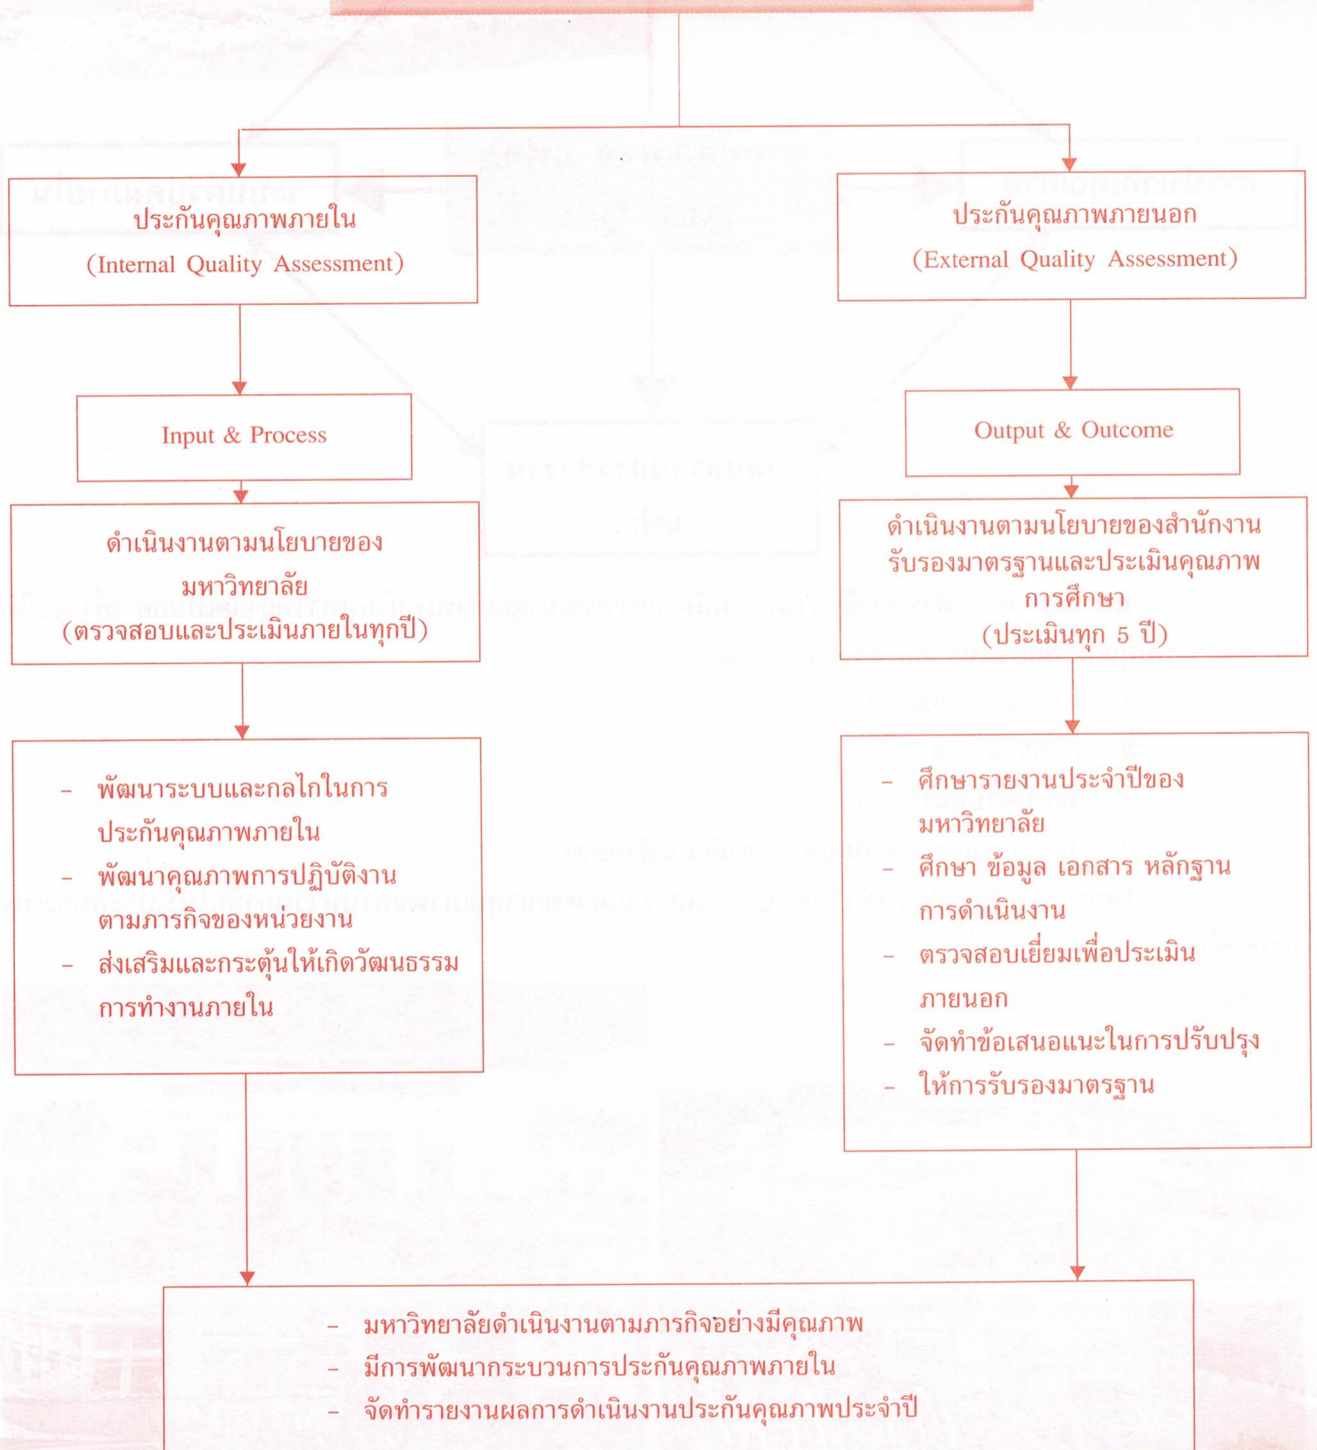 ประกันคุณภาพภายใน
(Internal Quality Assessment)
ประกันคุณภาพภายนอก
(External Quality Assessment)
Input & Process
Output & Outcome
ดำเนินงานตามนโยบายของ
มหาวิทยาลัย
(ตรวจสอบและประเมินภายในทุกปี)
ดำเนินงานตามนโยบายของสำนักงาน
รับรองมาตรฐานและประเมินคุณภาพ
การศึกษา
(ประเมินทุก 5 ปี)
- พัฒนาระบบและกลไกในการ
ประกันคุณภาพภายใน
- พัฒนาคุณภาพการปฏิบัติงาน
ตามภารกิจของหน่วยงาน
- ส่งเสริมและกระตุ้นให้เกิดวัฒนธรรม
การทำงานภายใน
- ศึกษารายงานประจำปีของ
มหาวิทยาลัย
- ศึกษา ข้อมูล เอกสาร หลักฐาน
การดำเนินงาน
- ตรวจสอบเยี่ยมเพื่อประเมิน
ภายนอก
- จัดทำข้อเสนอแนะในการปรับปรุง
- ให้การรับรองมาตรฐาน
- มหาวิทยาลัยดำเนินงานตามภารกิจอย่างมีคุณภาพ
- มีการพัฒนากระบวนการประกันคุณภาพภายใน
- จัดทำรายงานผลการดำเนินงานประกันคุณภาพประจำปี